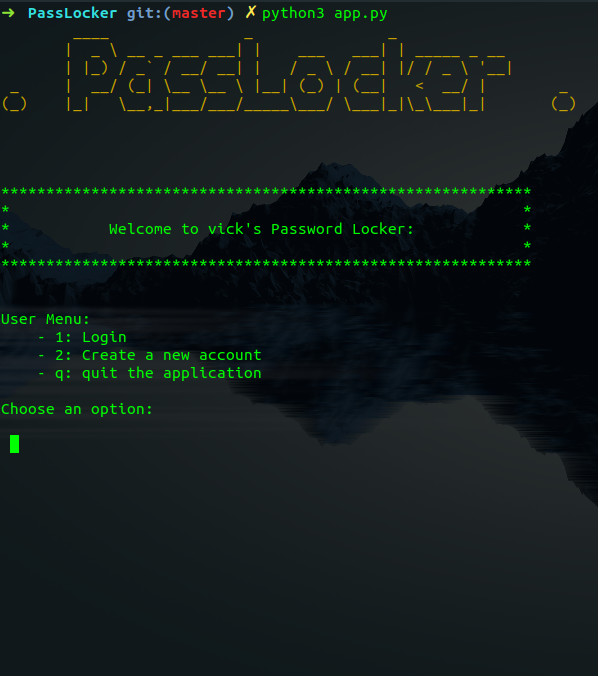 ➜ PassLocker git:(master) ✗ python3 app.py
PassLocker
************************************************************
* *
* Welcome to vick's Password Locker: *
* *
************************************************************
User Menu:
- 1: Login
- 2: Create a new account
- q: quit the application
Choose an option: